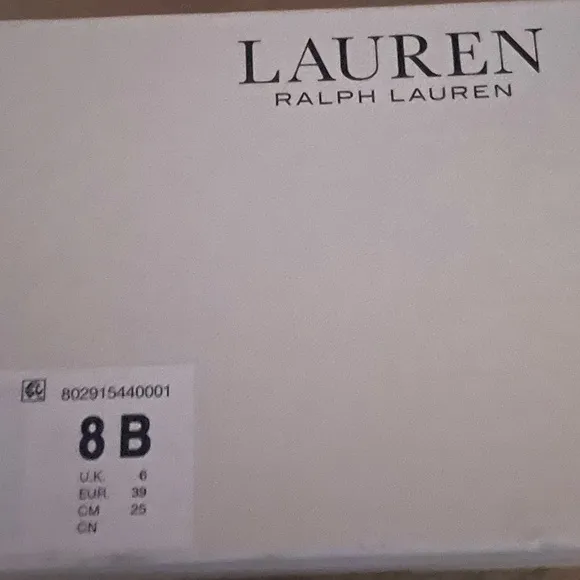 LAUREN
RALPH LAUREN
802915440001
8 B
U.K. 6
EUR. 39
CM 25
CN